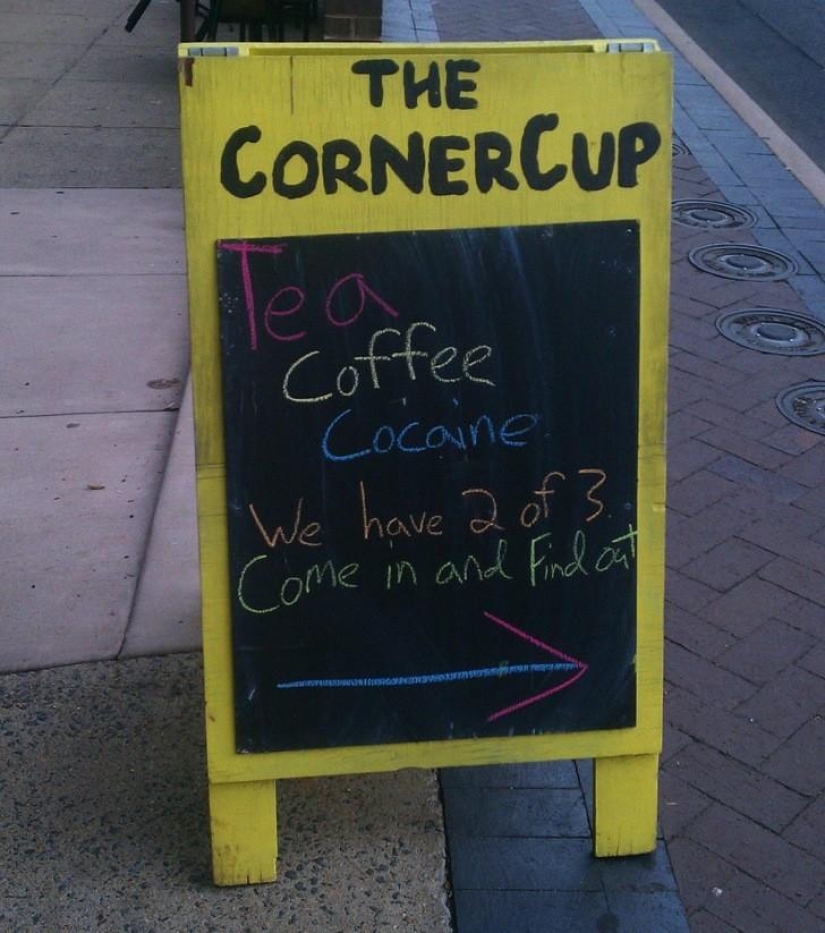 THE
CORNERCUP
Tea
Coffee
Cocaine
We have 2 of 3
Come in and Find out